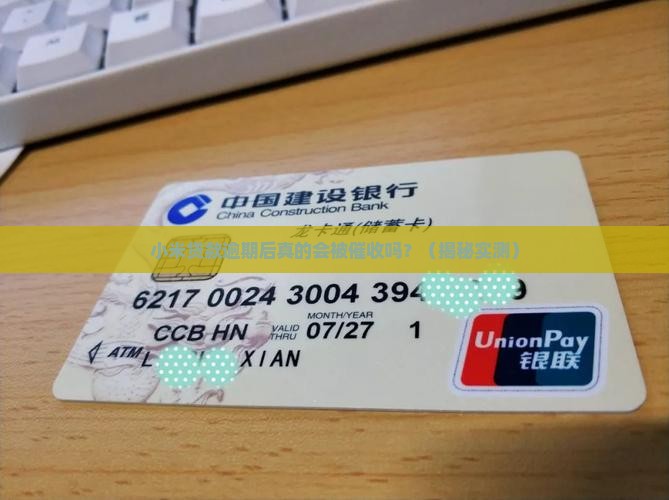 中国建设银行
China Construction Bank
龙卡通(储蓄卡)
小米贷款逾期后真的会被催收吗？（揭秘实测）
6217 0024 3004 394 9
CCB HN VALID THRU MONTH/YEAR 07/27 1
ATM L XIAN
UnionPay
银联